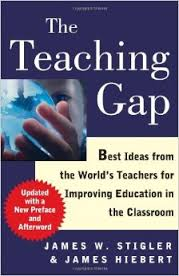 The
Teaching
Gap
Best Ideas from
the World's Teachers for
Improving Education in
the Classroom
Updated
with a New
Preface and
Afterword
JAMES W. STIGLER
& JAMES HIEBERT